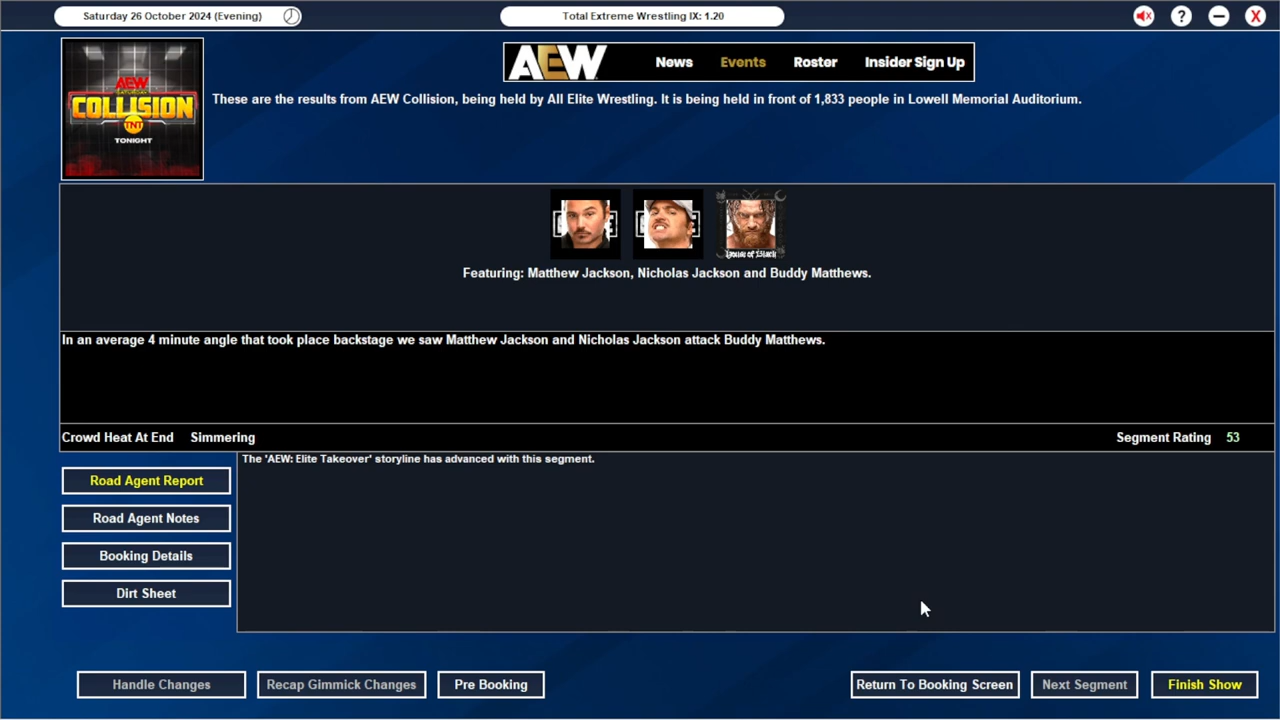 Saturday 26 October 2024 (Evening)
Total Extreme Wrestling IX: 1.20
?
X
AEW
COLLISION
TNT
TONIGHT
AEW
News
Events
Roster
Insider Sign Up
These are the results from AEW Collision, being held by All Elite Wrestling. It is being held in front of 1,833 people in Lowell Memorial Auditorium.
House of Black
Featuring: Matthew Jackson, Nicholas Jackson and Buddy Matthews.
In an average 4 minute angle that took place backstage we saw Matthew Jackson and Nicholas Jackson attack Buddy Matthews.
Crowd Heat At End Simmering
Segment Rating 53
The 'AEW: Elite Takeover' storyline has advanced with this segment.
Road Agent Report
Road Agent Notes
Booking Details
Dirt Sheet
Handle Changes
Recap Gimmick Changes
Pre Booking
Return To Booking Screen
Next Segment
Finish Show